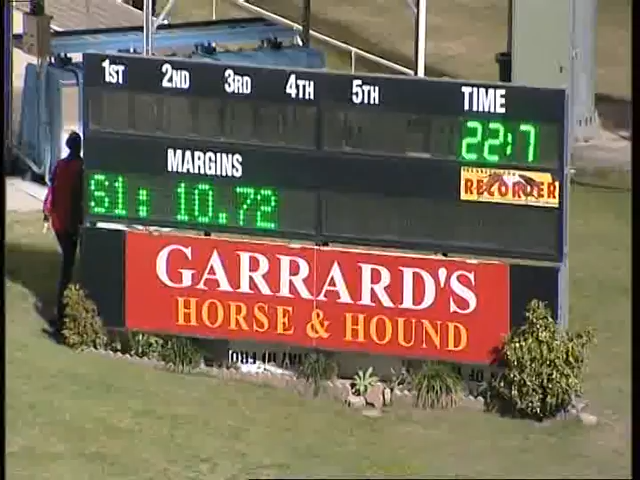 1ST 2ND 3RD 4TH 5TH TIME
22:7
MARGINS
S1: 10.72
RECORDER
GARRARD'S
HORSE & HOUND